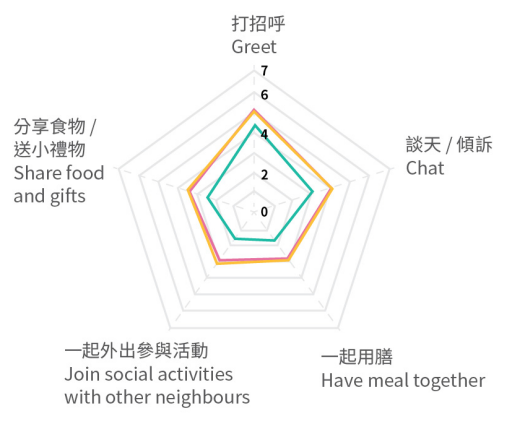 打招呼
Greet
7
6
4
2
0
分享食物 /
送小禮物
Share food
and gifts
談天 / 傾訴
Chat
一起外出參與活動
Join social activities
with other neighbours
一起用膳
Have meal together